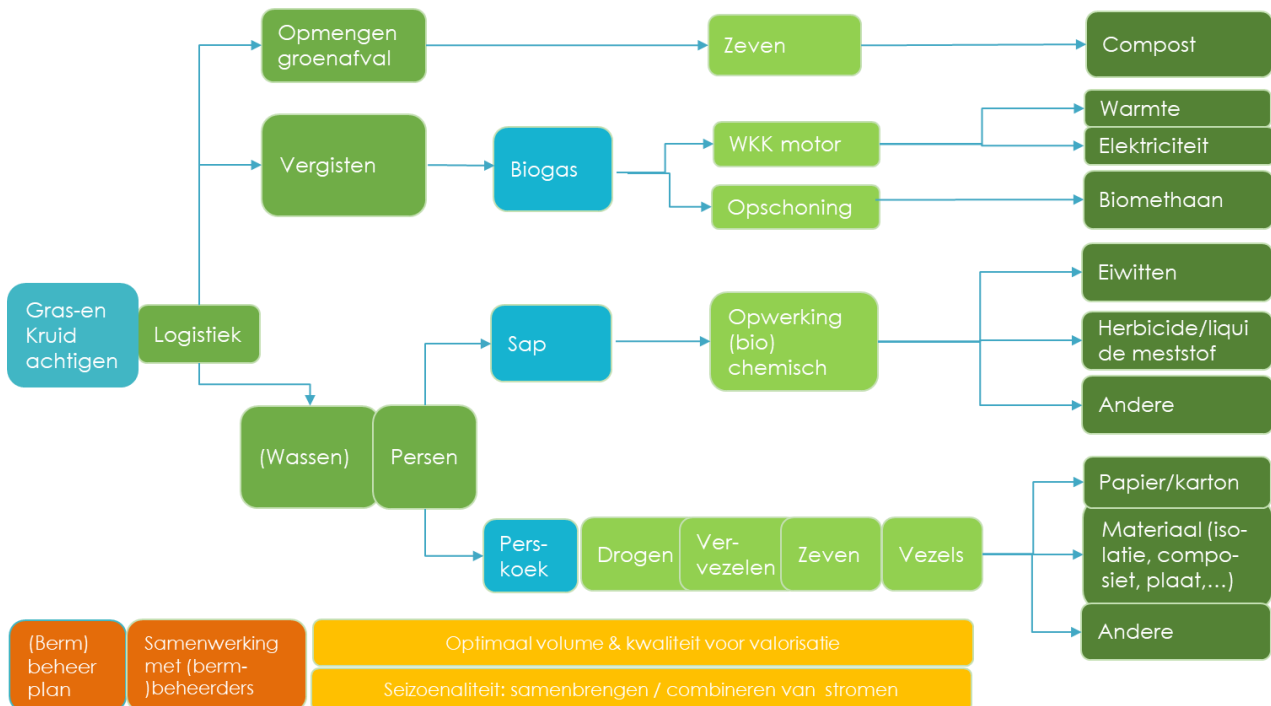 Opmengen
groenafval
Zeven
Compost
Vergisten
Biogas
WKK motor
Warmte
Elektriciteit
Opschoning
Biomethaan
Gras-en
Kruid
achtigen
Logistiek
Sap
Opwerking
(bio)
chemisch
Eiwitten
Herbicide/liqui
de meststof
Andere
(Wassen)
Persen
Pers-
koek
Drogen
Ver-
vezelen
Zeven
Vezels
Papier/karton
Materiaal (iso-
latie, compo-
siet, plaat,...)
Andere
(Berm)
beheer
plan
Samenwerking
met (berm-
)beheerders
Optimaal volume & kwaliteit voor valorisatie
Seizoenaliteit: samenbrengen / combineren van stromen